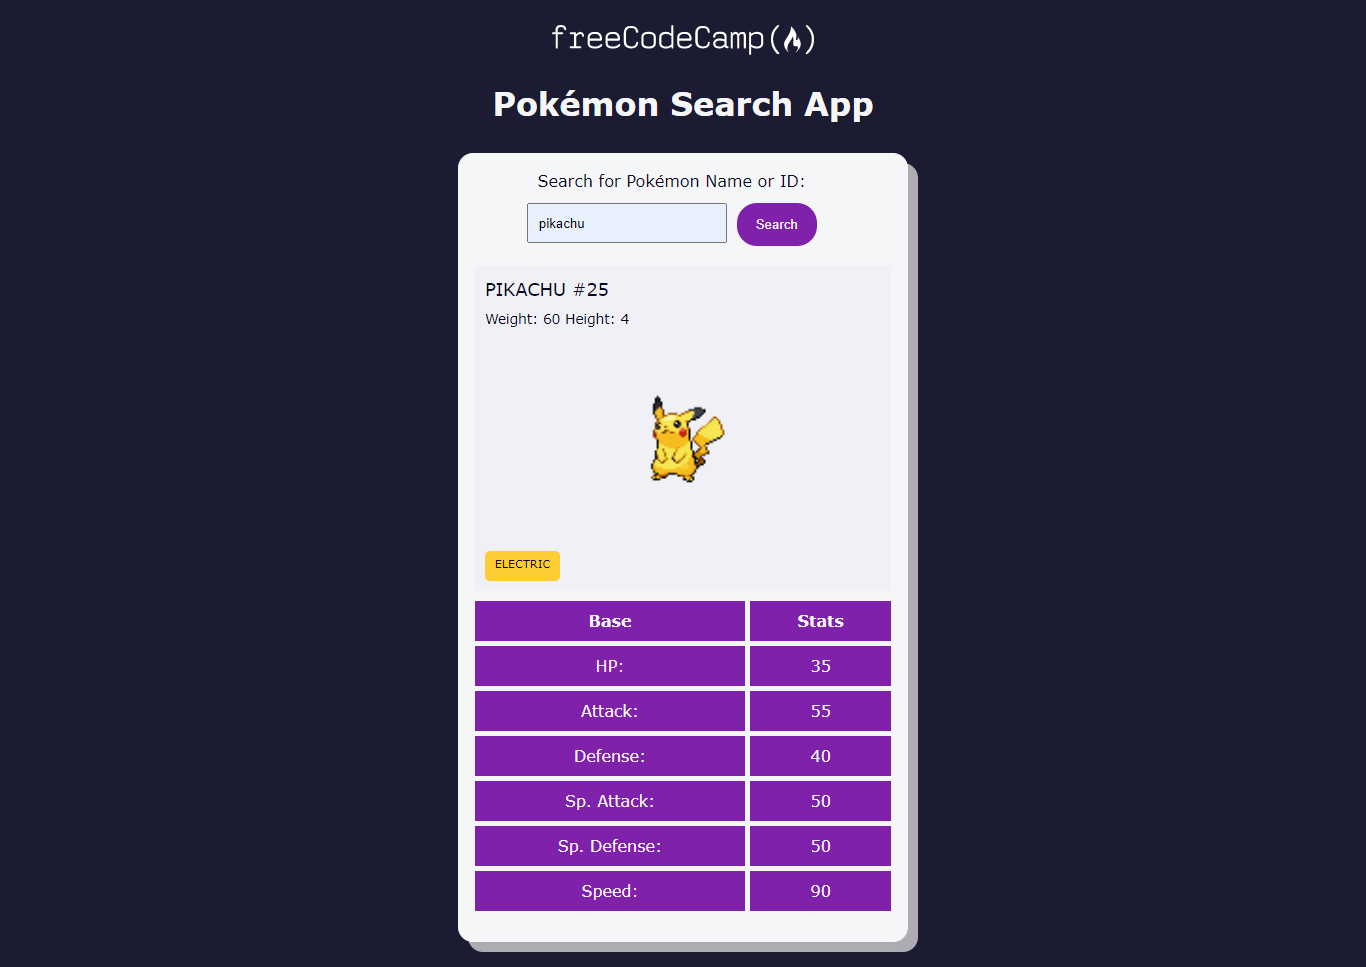 freeCodeCamp
Pokémon Search App
Search for Pokémon Name or ID:
pikachu
Search
PIKACHU #25
Weight: 60 Height: 4
ELECTRIC
Base Stats
HP: 35
Attack: 55
Defense: 40
Sp. Attack: 50
Sp. Defense: 50
Speed: 90